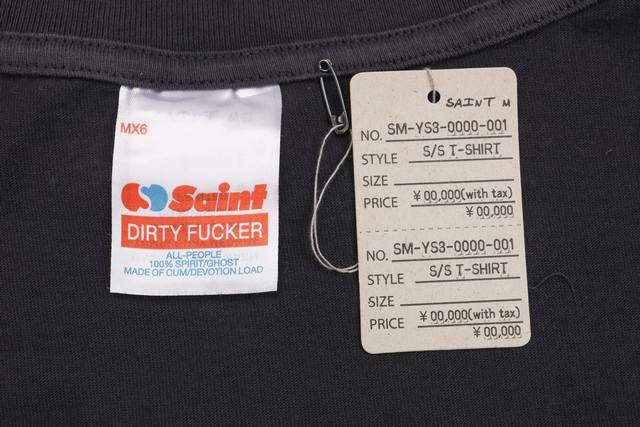 MX6
Saint
DIRTY FUCKER
ALL-PEOPLE
100% SPIRIT/GHOST
MADE OF CUM/DEVOTION LOAD
SAINT M
NO. SM-YS3-0000-001
STYLE S/S T-SHIRT
SIZE
PRICE ¥00,000(with tax)
¥00,000
NO. SM-YS3-0000-001
STYLE S/S T-SHIRT
SIZE
PRICE ¥00,000(with tax)
¥00,000